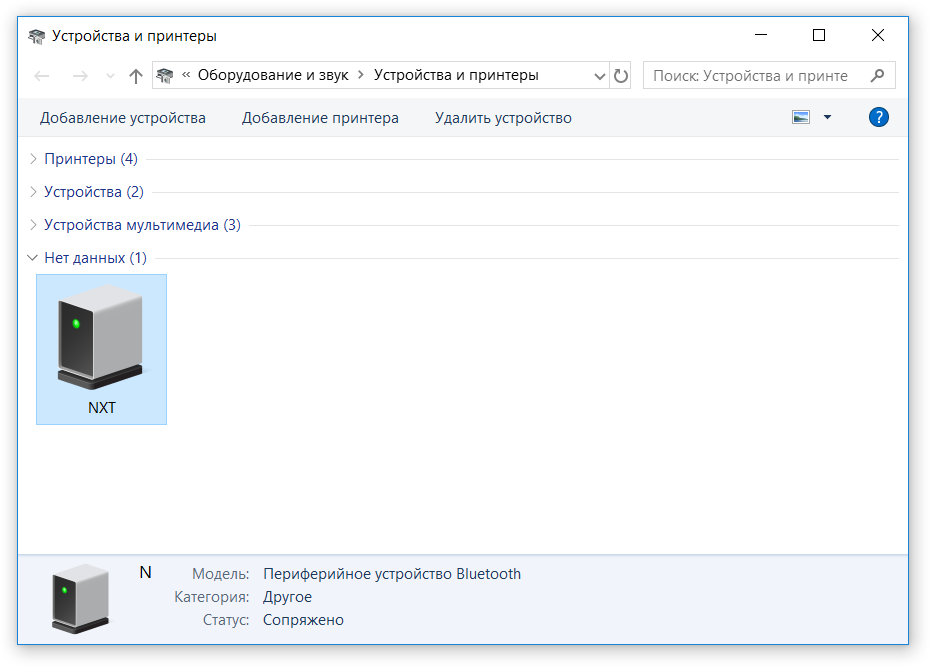 Устройства и принтеры
« Оборудование и звук > Устройства и принтеры
Поиск: Устройства и принте
Добавление устройства Добавление принтера Удалить устройство ?
Принтеры (4)
Устройства (2)
Устройства мультимедиа (3)
Нет данных (1)
NXT
N Модель: Периферийное устройство Bluetooth
Категория: Другое
Статус: Сопряжено